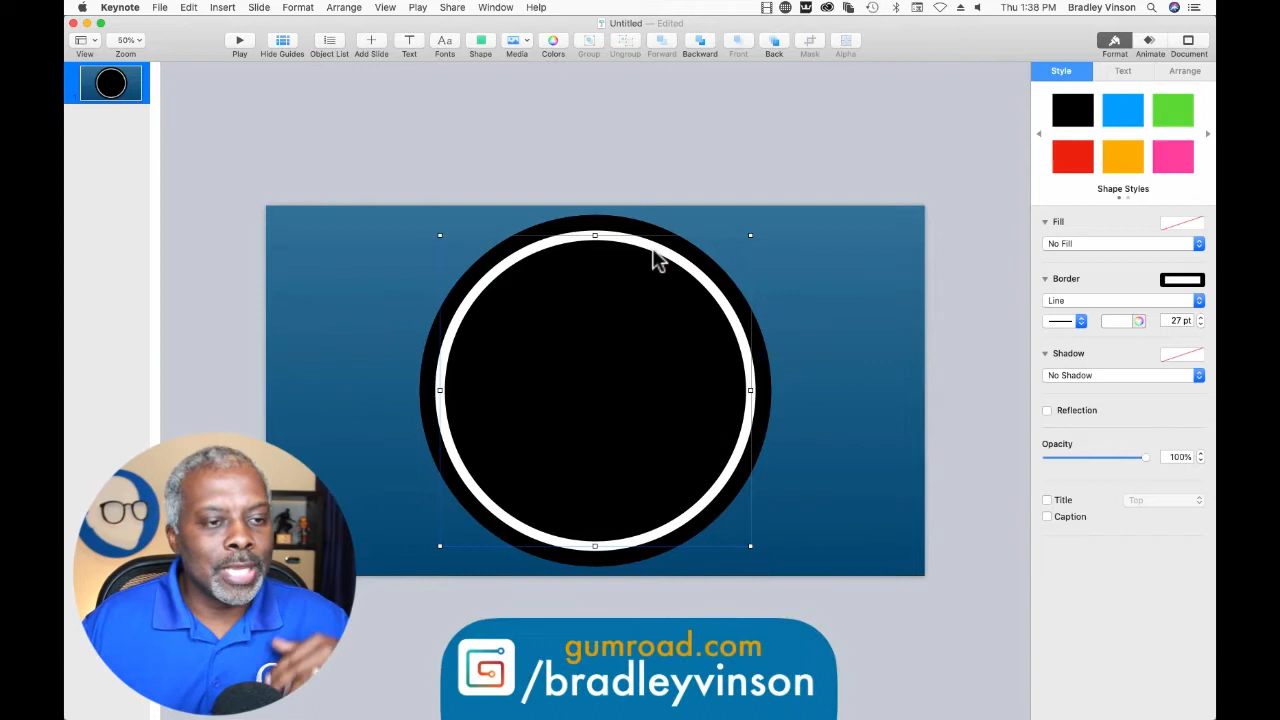 Keynote File Edit Insert Slide Format Arrange View Play Share Window Help Thu 1:38 PM Bradley Vinson
Untitled — Edited
50%
View Zoom Play Hide Guides Object List Add Slide Text Fonts Shape Media Colors Group Ungroup Forward Backward Front Back Mask Alpha Format Animate Document
Style Text Arrange
Shape Styles
Fill
No Fill
Border
Line
27 pt
Shadow
No Shadow
Reflection
Opacity
100%
Title Top
Caption
gumroad.com
/bradleyvinson